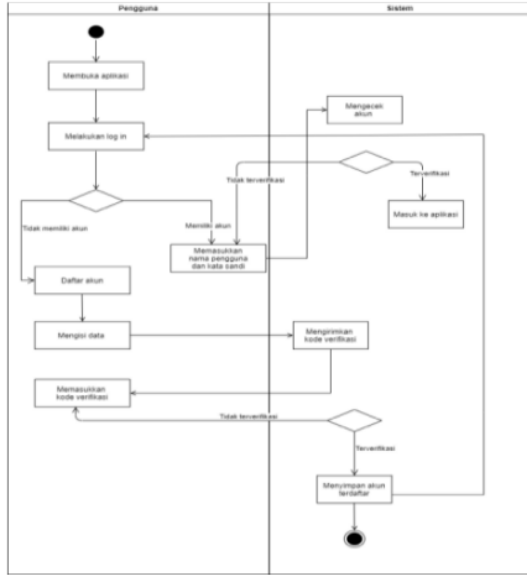 Pengguna
Sistem
Membuka aplikasi
Mengecek
akun
Melakukan log in
Tidak terverifikasi
Terverifikasi
Masuk ke aplikasi
Tidak memiliki akun
Memiliki akun
Memasukkan
nama pengguna
dan kata sandi
Daftar akun
Mengisi data
Mengirimkan
kode verifikasi
Memasukkan
kode verifikasi
Tidak terverifikasi
Terverifikasi
Menyimpan akun
terdaftar